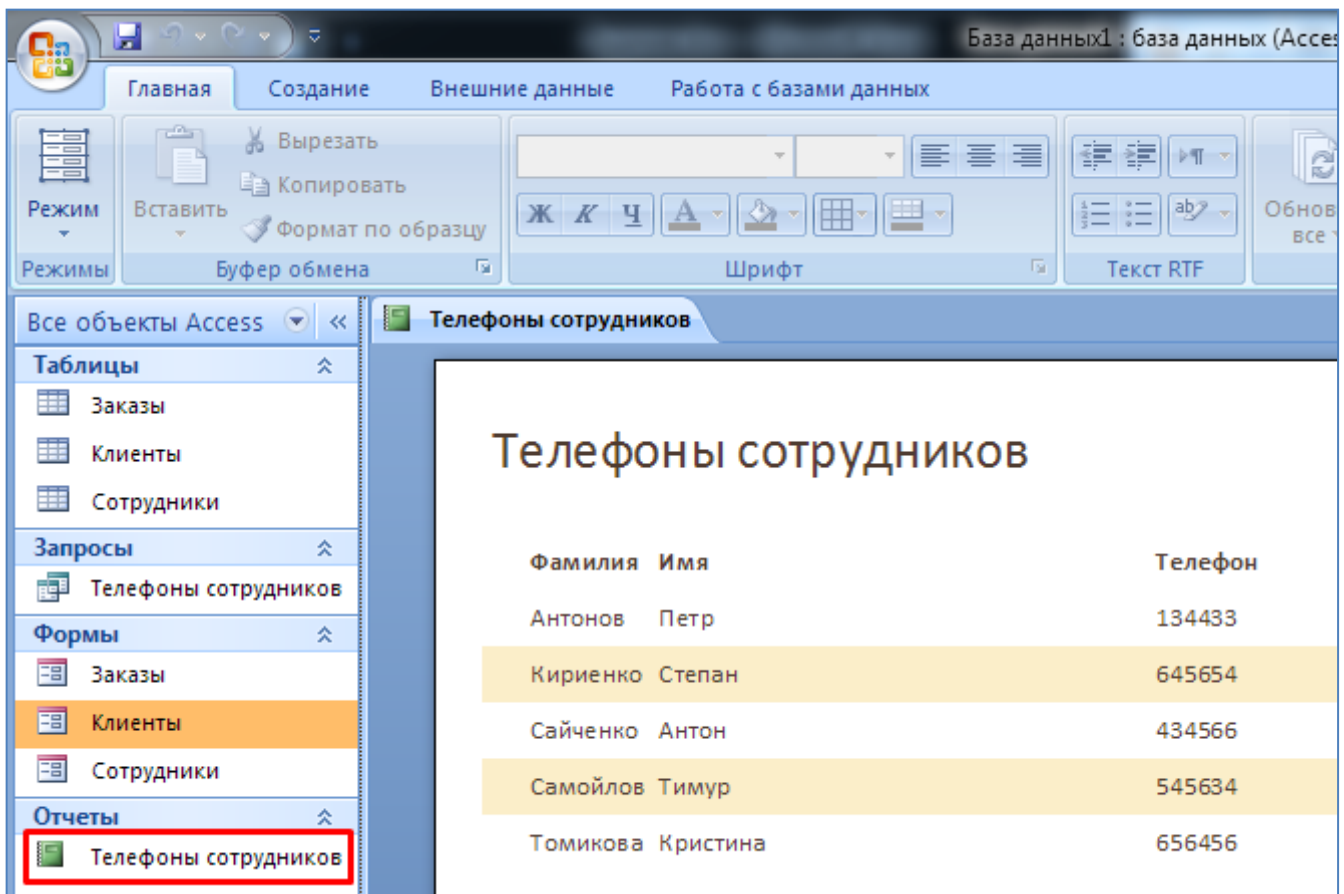 База данных1 : база данных (Acces
Главная Создание Внешние данные Работа с базами данных
Вырезать
Копировать
Формат по образцу
Режим
Вставить
Ж К Ч A ab
Обнов
все
Режимы Буфер обмена Шрифт Текст RTF
Все объекты Access «
Таблицы
Заказы
Клиенты
Сотрудники
Запросы
Телефоны сотрудников
Формы
Заказы
Клиенты
Сотрудники
Отчеты
Телефоны сотрудников
Телефоны сотрудников
Телефоны сотрудников
Фамилия Имя Телефон
Антонов Петр 134433
Кириенко Степан 645654
Сайченко Антон 434566
Самойлов Тимур 545634
Томикова Кристина 656456